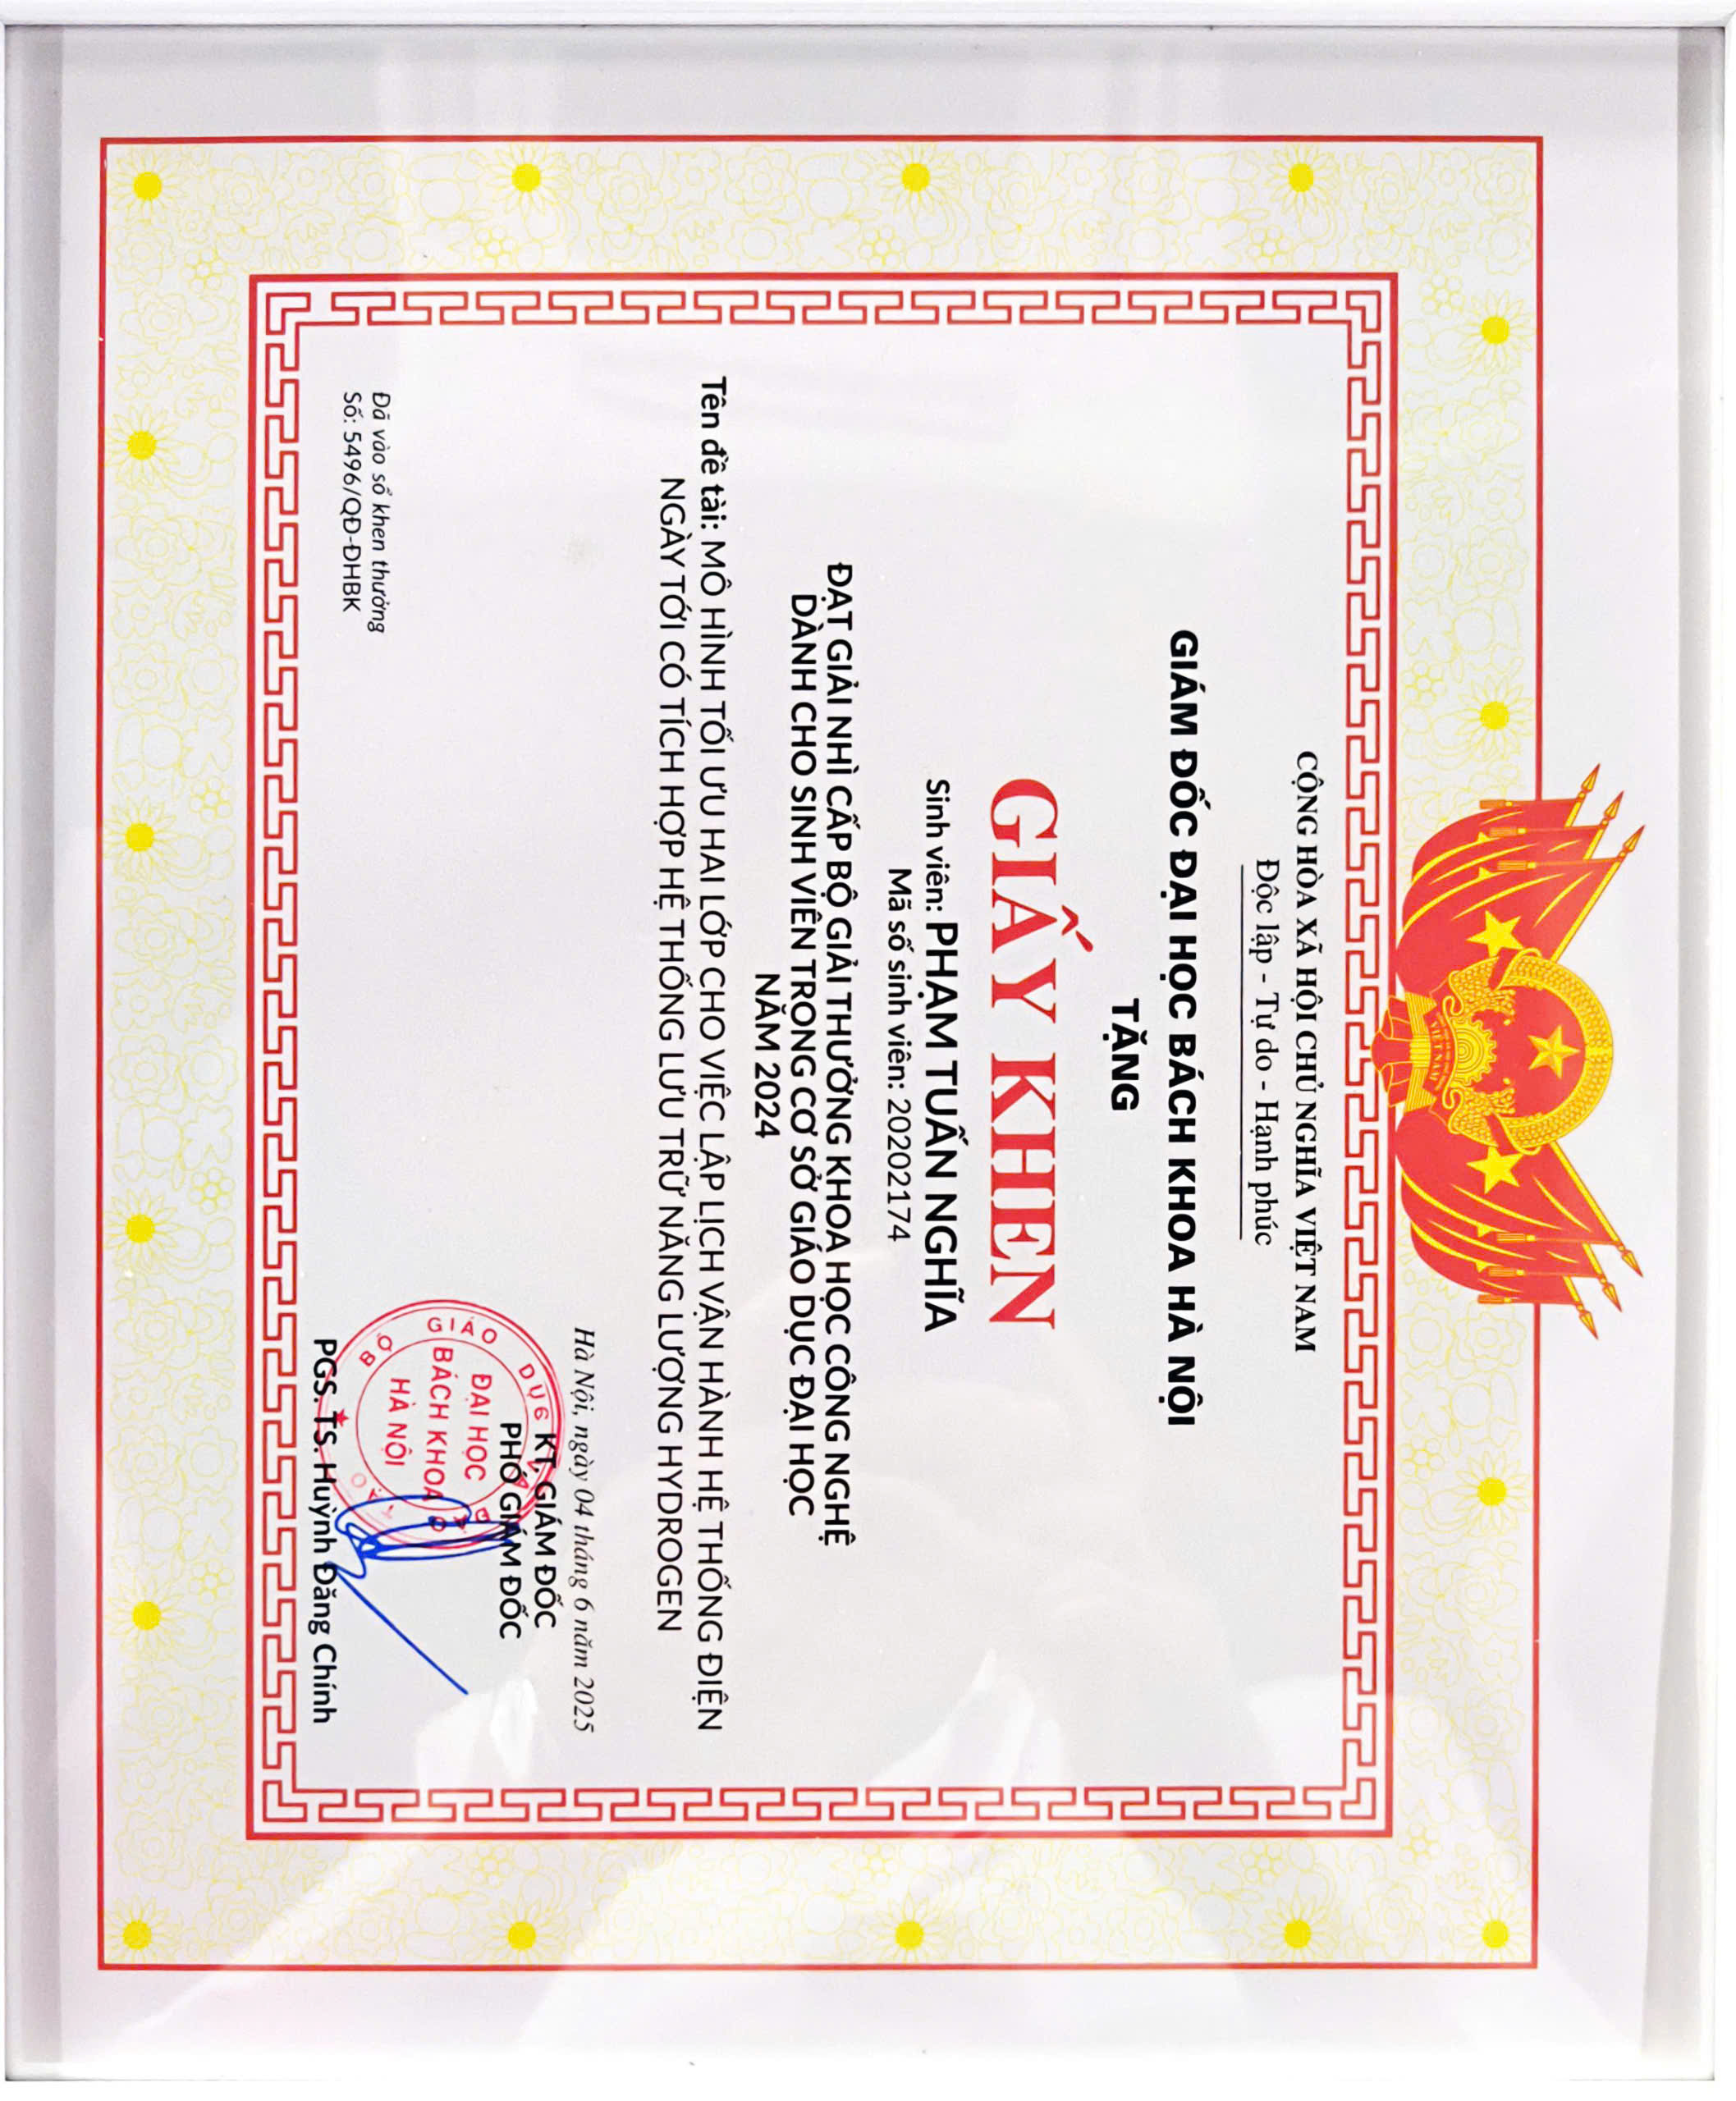 VIỆT NAM
CỘNG HÒA XÃ HỘI CHỦ NGHĨA VIỆT NAM
Độc lập - Tự do - Hạnh phúc
GIÁM ĐỐC ĐẠI HỌC BÁCH KHOA HÀ NỘI
TẶNG
GIẤY KHEN
Sinh viên: PHẠM TUẤN NGHĨA
Mã số sinh viên: 20202174
ĐẠT GIẢI NHÌ CẤP BỘ GIẢI THƯỞNG KHOA HỌC CÔNG NGHỆ
DÀNH CHO SINH VIÊN TRONG CƠ SỞ GIÁO DỤC ĐẠI HỌC
NĂM 2024
Tên đề tài: MÔ HÌNH TỐI ƯU HAI LỚP CHO VIỆC LẬP LỊCH VẬN HÀNH HỆ THỐNG ĐIỆN
NGÀY TỚI CÓ TÍCH HỢP HỆ THỐNG LƯU TRỮ NĂNG LƯỢNG HYDROGEN
Hà Nội, ngày 04 tháng 6 năm 2025
KT, GIÁM ĐỐC
PHÓ GIÁM ĐỐC
BỘ GIÁO DỤC VÀ ĐÀO TẠO
ĐẠI HỌC
BÁCH KHOA
HÀ NỘI
PGS. TS. Huỳnh Đăng Chính
Đã vào sổ khen thưởng
Số: 5496/QĐ-ĐHBK